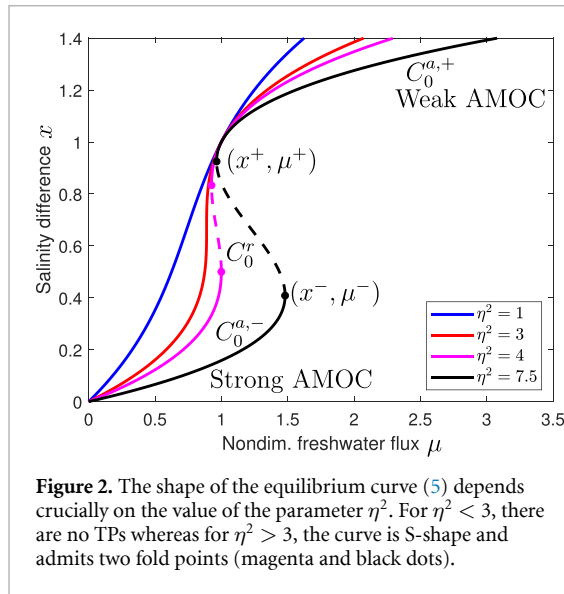 1.4
1.2
1
0.8
0.6
0.4
0.2
0
Salinity difference x
C_0^{a,+}
Weak AMOC
(x^+, μ^+)
C_0^r
(x^-, μ^-)
C_0^{a,-}
Strong AMOC
η² = 1
η² = 3
η² = 4
η² = 7.5
0 0.5 1 1.5 2 2.5 3 3.5
Nondim. freshwater flux μ
Figure 2. The shape of the equilibrium curve (5) depends
crucially on the value of the parameter η². For η² < 3, there
are no TPs whereas for η² > 3, the curve is S-shape and
admits two fold points (magenta and black dots).